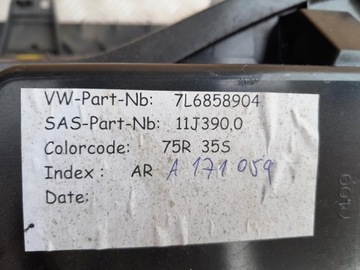 VW-Part-Nb: 7L6858904
SAS-Part-Nb: 11J390.0
Colorcode: 75R 35S
Index : AR A 171 059
Date: